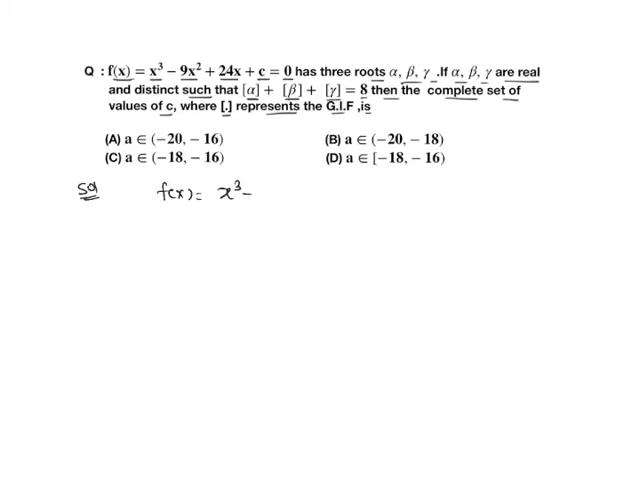 Q : f(x) = x³ − 9x² + 24x + c = 0 has three roots α, β, γ .If α, β, γ are real
and distinct such that [α] + [β] + [γ] = 8 then the complete set of
values of c, where [.] represents the G.I.F ,is
(A) a ∈ (−20, − 16) (B) a ∈ (−20, − 18)
(C) a ∈ (−18, − 16) (D) a ∈ [−18, − 16)
Sol f(x) = x³ −